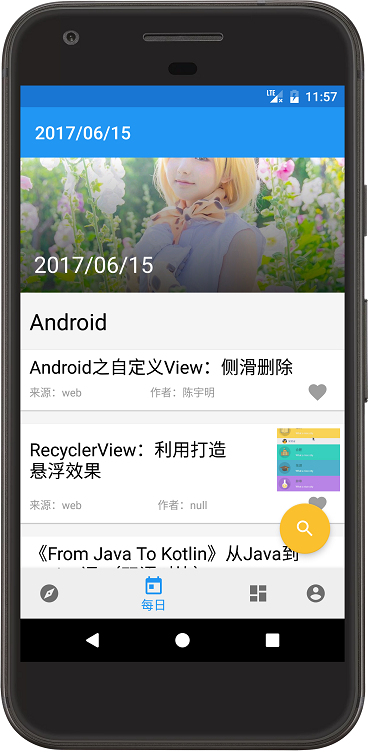 LTE 11:57
2017/06/15
2017/06/15
Android
Android之自定义View：侧滑删除
来源：web 作者：陈宇明
RecyclerView：利用打造
悬浮效果
来源：web 作者：null
《From Java To Kotlin》从Java到
每日